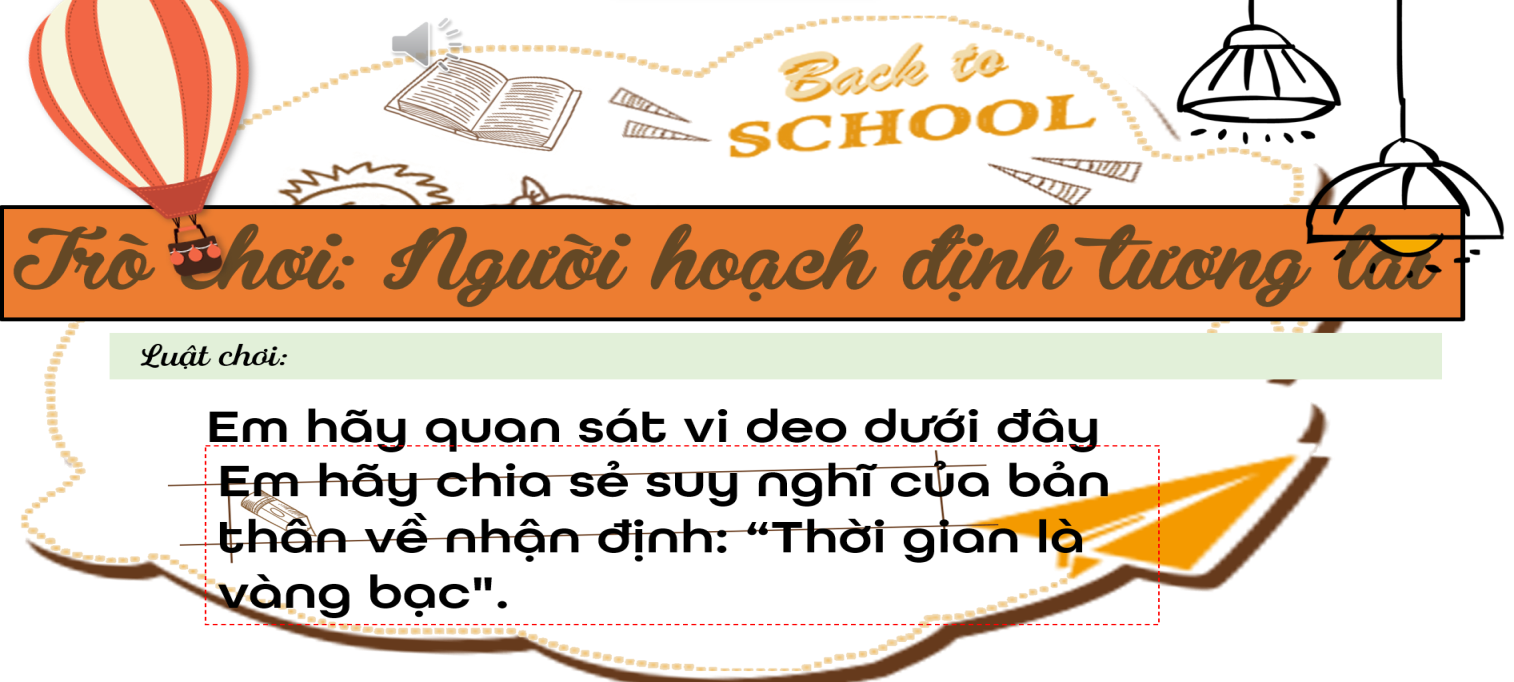 Back to
SCHOOL
Trò chơi: Người hoạch định tương lai
Luật chơi:
Em hãy quan sát vi deo dưới đây
Em hãy chia sẻ suy nghĩ của bản
thân về nhận định: “Thời gian là
vàng bạc".